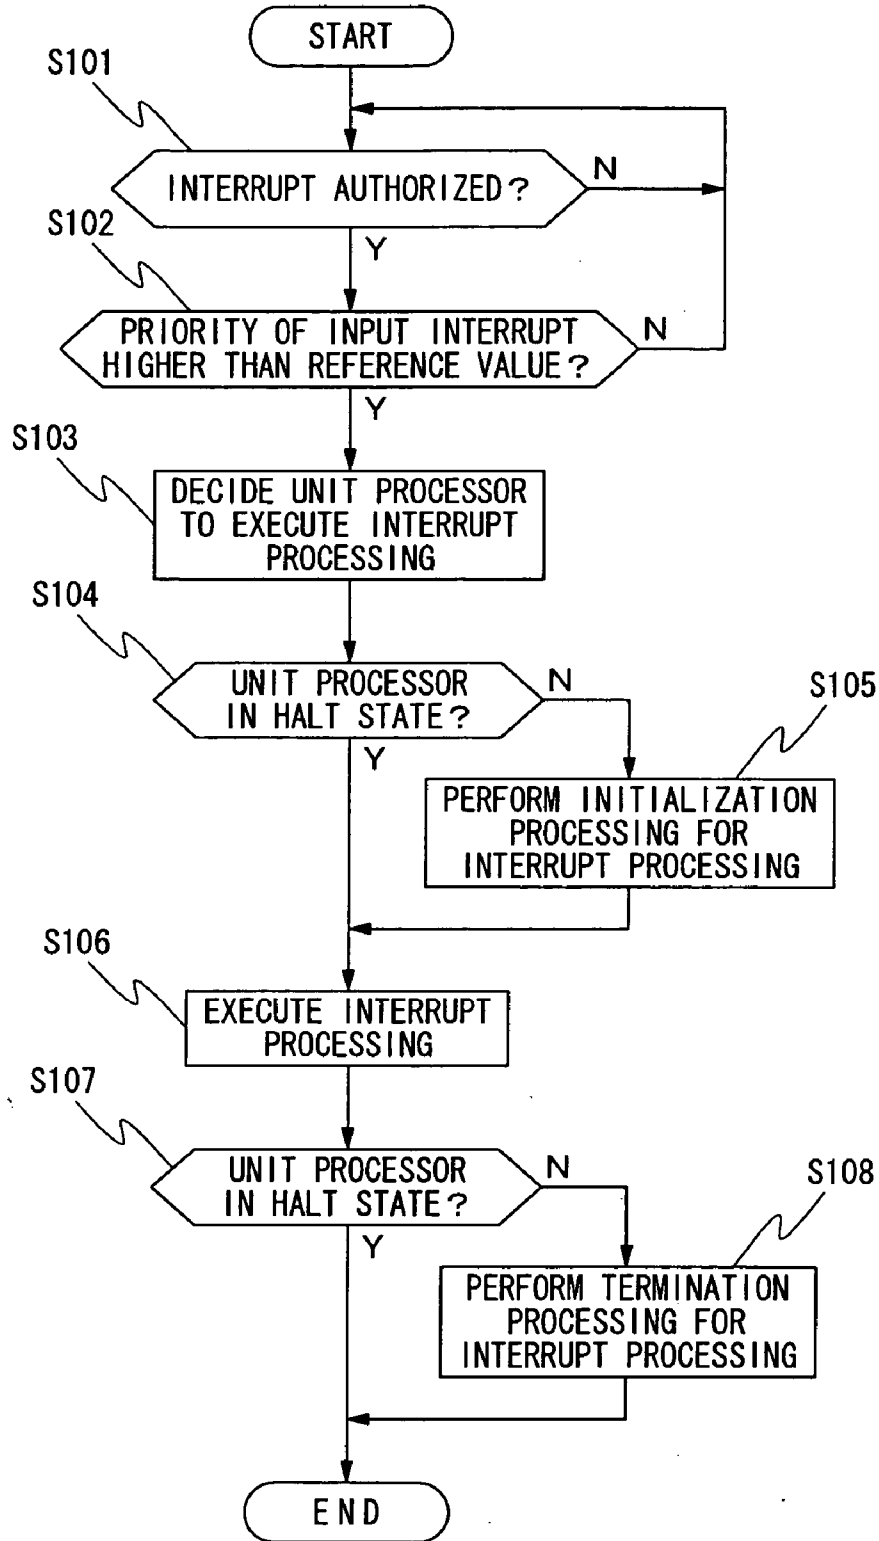 START
S101
INTERRUPT AUTHORIZED?
N
S102
Y
PRIORITY OF INPUT INTERRUPT
HIGHER THAN REFERENCE VALUE?
N
Y
S103
DECIDE UNIT PROCESSOR
TO EXECUTE INTERRUPT
PROCESSING
S104
UNIT PROCESSOR
IN HALT STATE?
N
S105
Y
PERFORM INITIALIZATION
PROCESSING FOR
INTERRUPT PROCESSING
S106
EXECUTE INTERRUPT
PROCESSING
S107
UNIT PROCESSOR
IN HALT STATE?
N
S108
Y
PERFORM TERMINATION
PROCESSING FOR
INTERRUPT PROCESSING
END